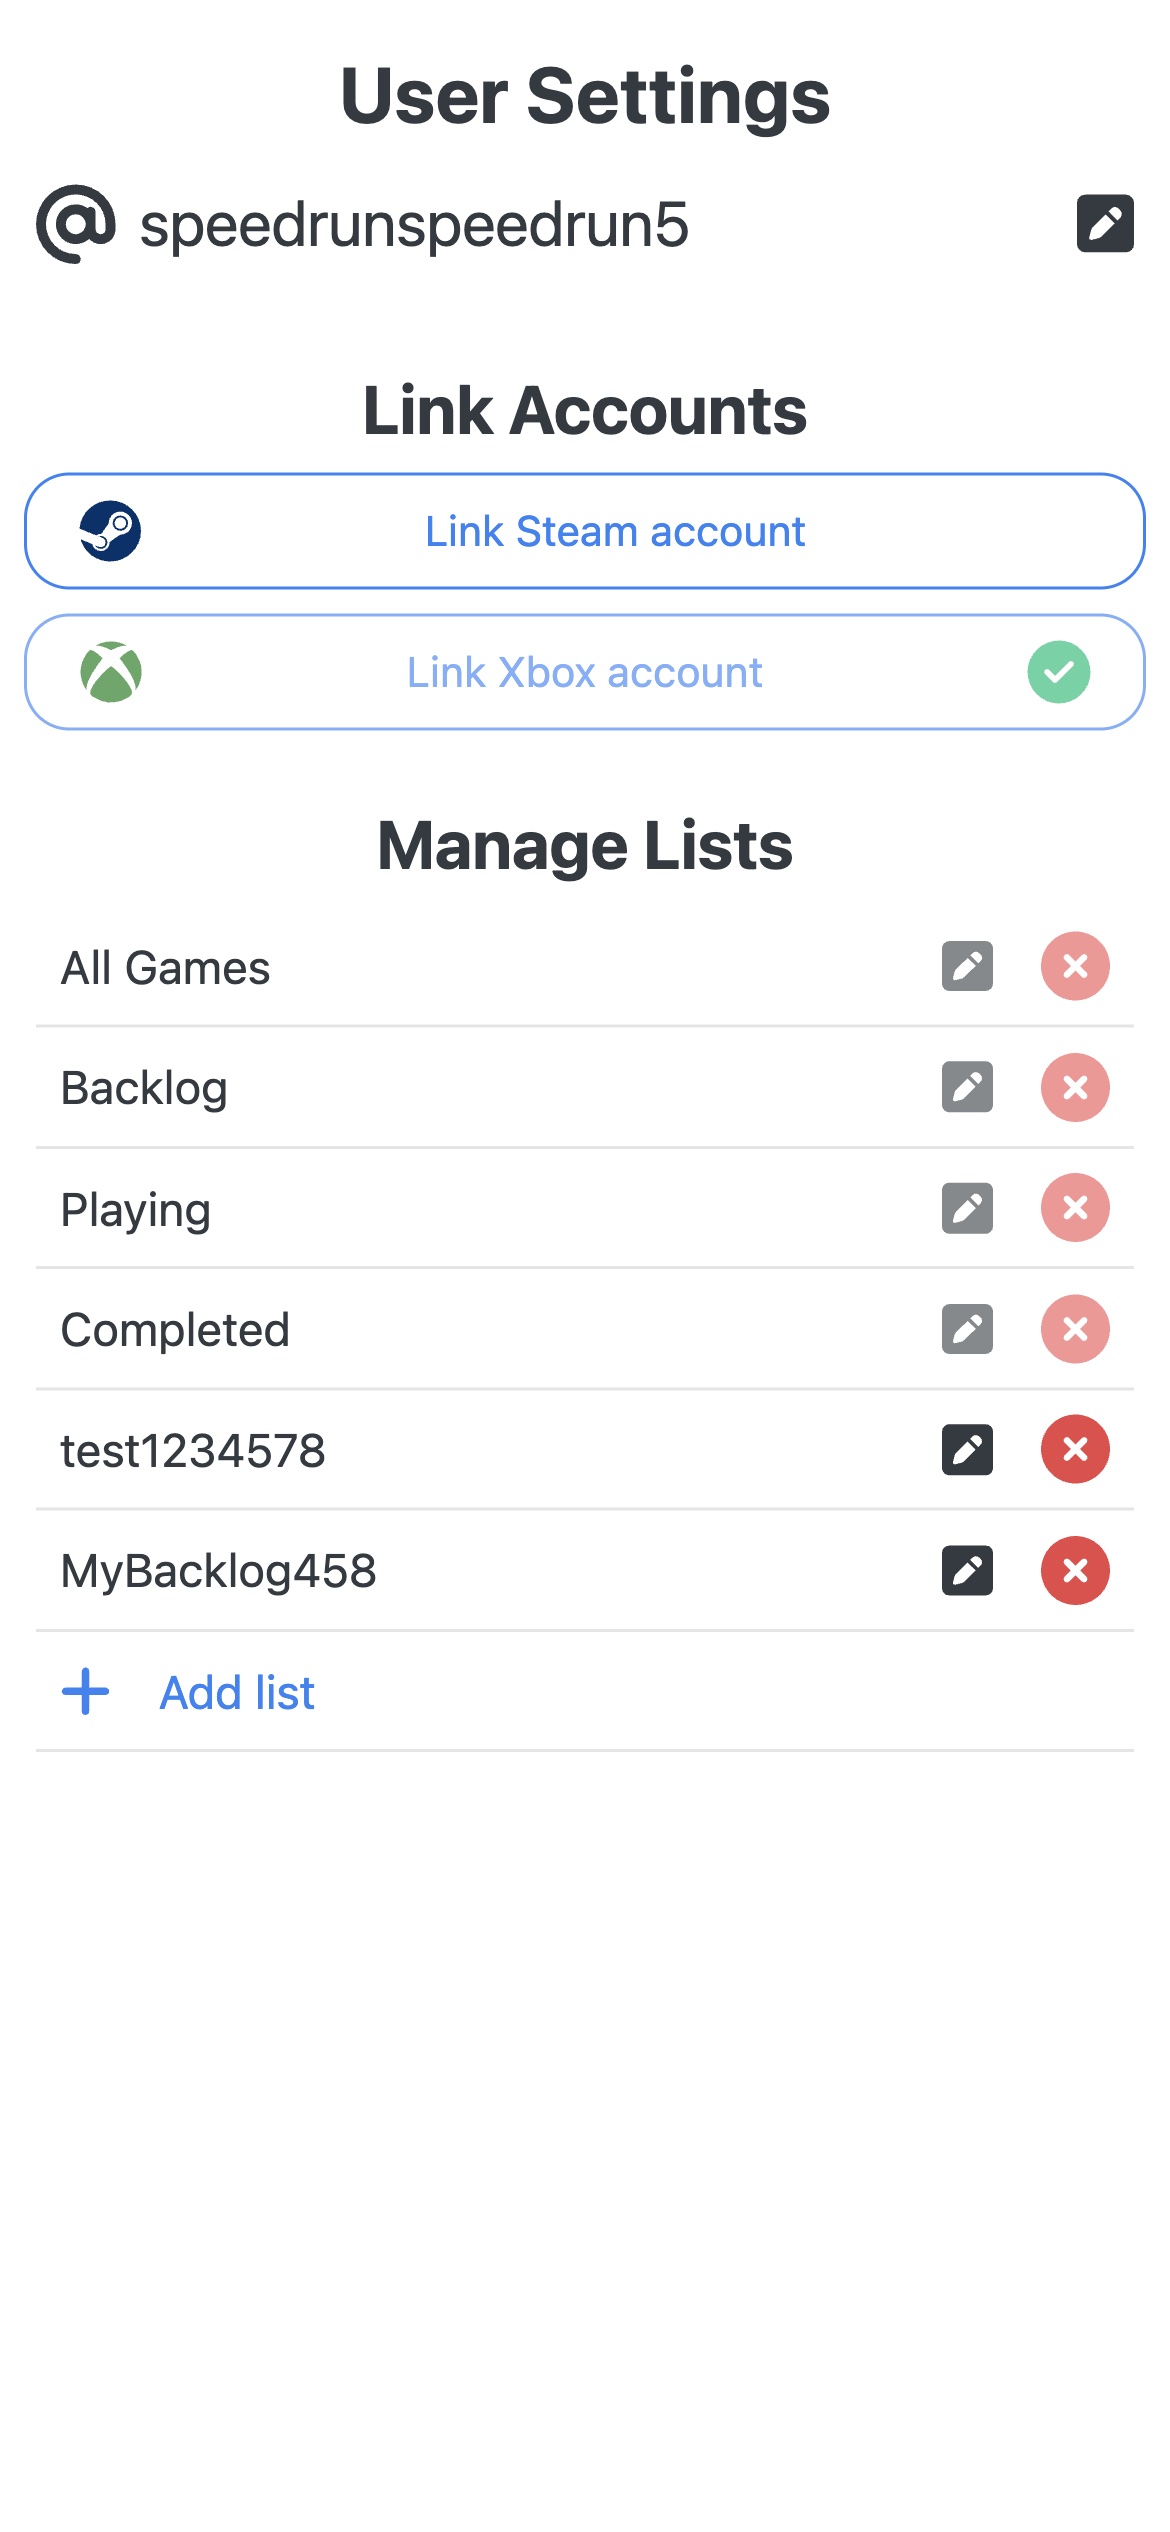 User Settings
@ speedrunspeedrun5
Link Accounts
Link Steam account
Link Xbox account
Manage Lists
All Games
Backlog
Playing
Completed
test1234578
MyBacklog458
Add list